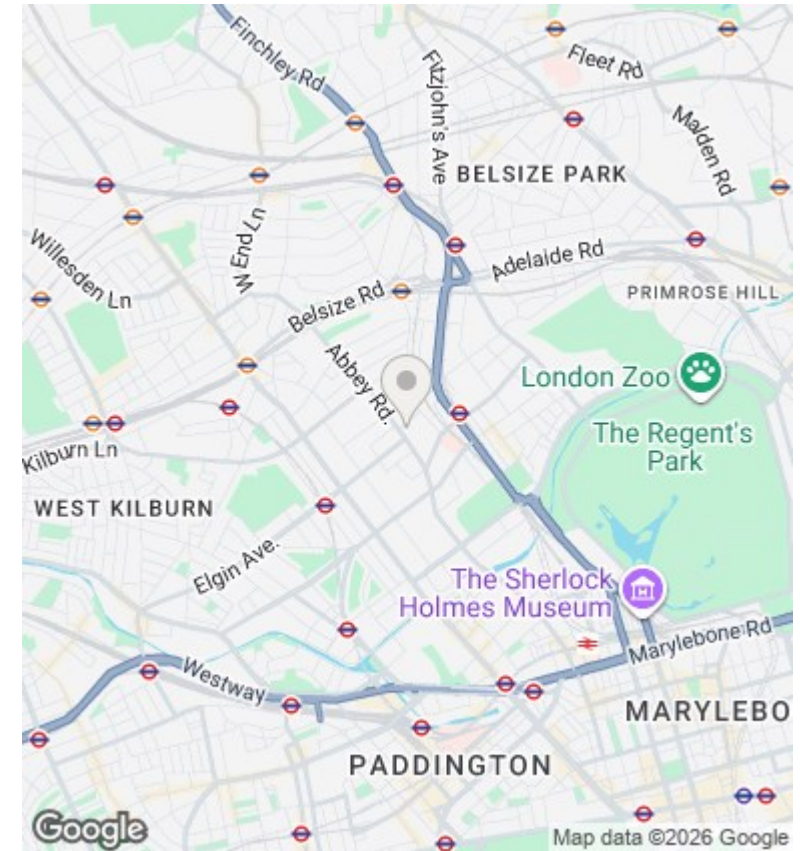 Finchley Rd
Fitzjohn's Ave
Fleet Rd
Malden Rd
BELSIZE PARK
W End Ln
Willesden Ln
Adelaide Rd
Belsize Rd
PRIMROSE HILL
Abbey Rd.
London Zoo
The Regent's
Park
Kilburn Ln
WEST KILBURN
Elgin Ave.
The Sherlock
Holmes Museum
Marylebone Rd
Westway
MARYLEBO
PADDINGTON
Google
Map data ©2026 Google